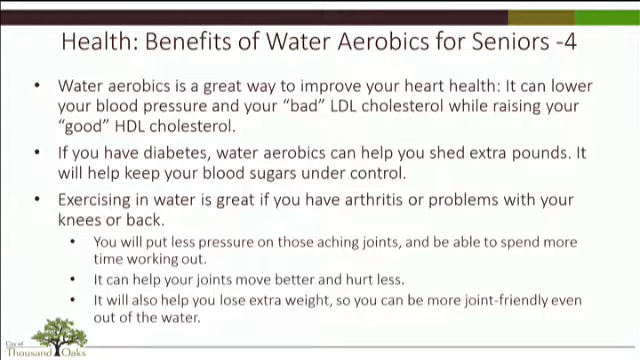 Health: Benefits of Water Aerobics for Seniors -4
• Water aerobics is a great way to improve your heart health: It can lower
your blood pressure and your “bad” LDL cholesterol while raising your
“good” HDL cholesterol.
• If you have diabetes, water aerobics can help you shed extra pounds. It
will help keep your blood sugars under control.
• Exercising in water is great if you have arthritis or problems with your
knees or back.
• You will put less pressure on those aching joints, and be able to spend more
time working out.
• It can help your joints move better and hurt less.
• It will also help you lose extra weight, so you can be more joint-friendly even
out of the water.
City of
Thousand Oaks